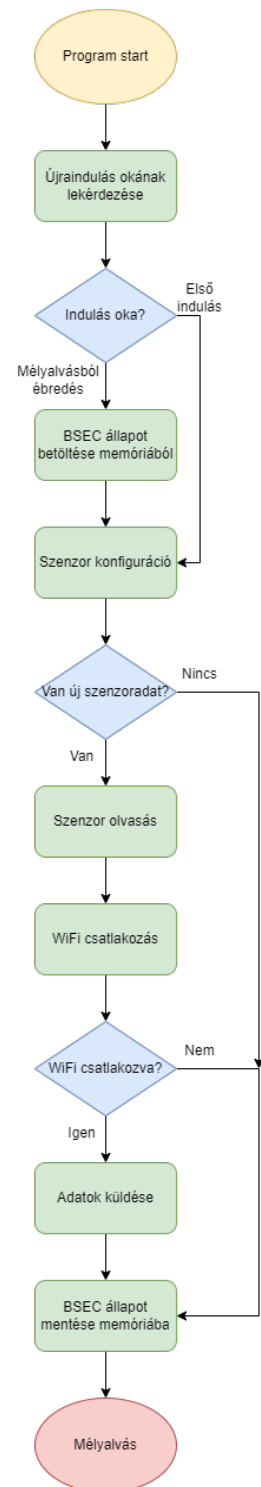 Program start
Újraindulás okának
lekérdezése
Első
indulás
Indulás oka?
Mélyalvásból
ébredés
BSEC állapot
betöltése memóriából
Szenzor konfiguráció
Nincs
Van új szenzoradat?
Van
Szenzor olvasás
WiFi csatlakozás
Nem
WiFi csatlakozva?
Igen
Adatok küldése
BSEC állapot
mentése memóriába
Mélyalvás